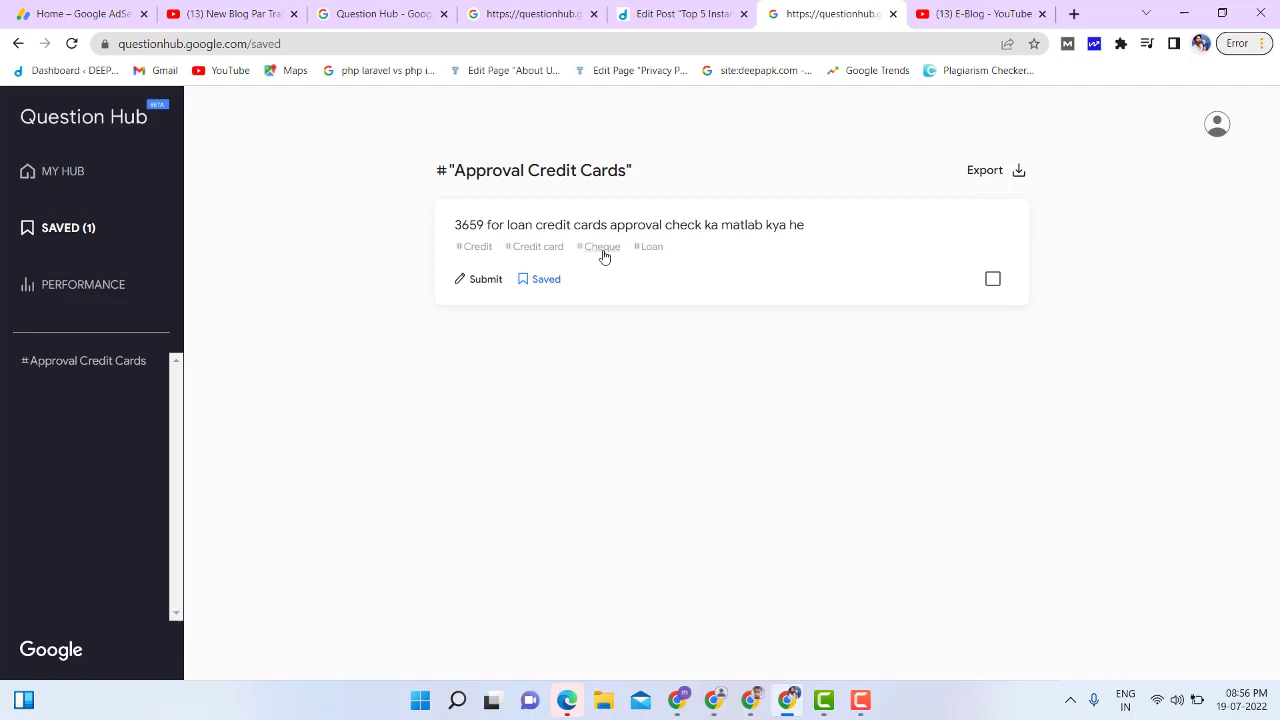 Google AdSe
(13) New Blog Par Tra
Question Hub - Googl
https://questionhub.g
Edit Post "Top 5 Instan
https://questionhub.g
(13) E-Blog - YouTube
questionhub.google.com/saved
Error
Dashboard ‹ DEEP...
Gmail
YouTube
Maps
php laravel vs php i...
Edit Page "About U...
Edit Page "Privacy P...
site:deepapk.com -...
Google Trends
Plagiarism Checker...
Question Hub BETA
MY HUB
SAVED (1)
PERFORMANCE
#Approval Credit Cards
Google
#"Approval Credit Cards"
Export
3659 for loan credit cards approval check ka matlab kya he
#Credit #Credit card #Cheque #Loan
Submit Saved
ENG
IN
08:56 PM
19-07-2022